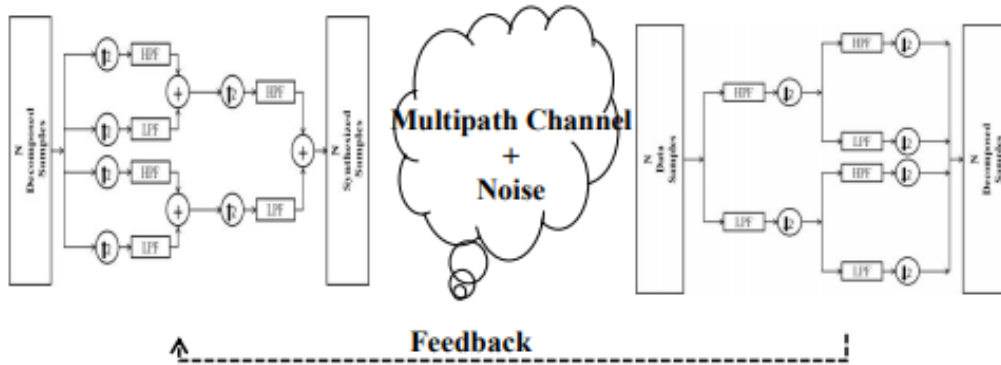 N
Decomposed
Samples
↑2
HPF
↑2
LPF
↑2
HPF
↑2
LPF
+
+
↑2
HPF
↑2
LPF
+
N
Synthesized
Samples
Multipath Channel
+
Noise
N
Data
Samples
HPF
↓2
LPF
↓2
HPF
↓2
LPF
↓2
HPF
↓2
LPF
↓2
N
Decomposed
Samples
Feedback